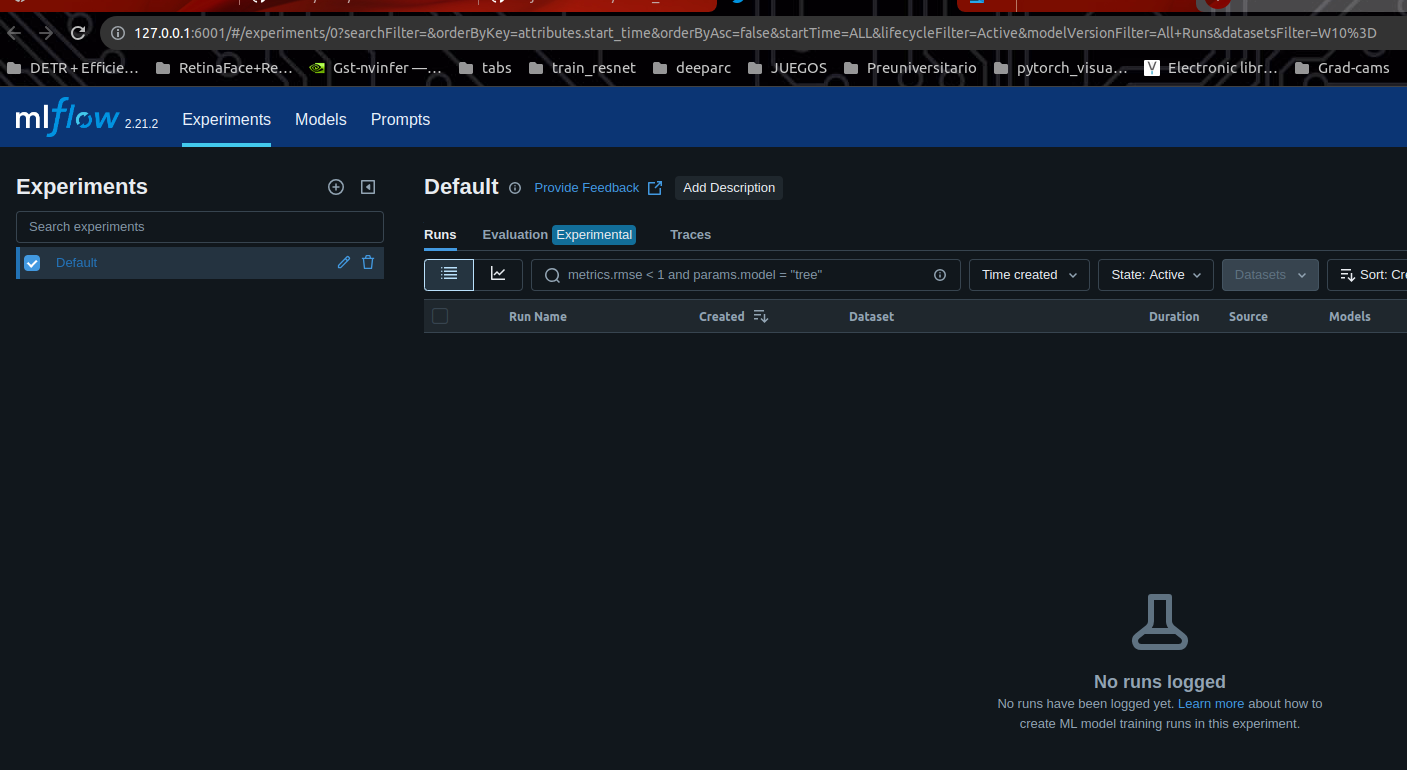 127.0.0.1:6001/#/experiments/0?searchFilter=&orderByKey=attributes.start_time&orderByAsc=false&startTime=ALL&lifecycleFilter=Active&modelVersionFilter=All+Runs&datasetsFilter=W10%3D
DETR + Efficie… RetinaFace+Re… Gst-nvinfer —… tabs train_resnet deeparc JUEGOS Preuniversitario pytorch_visua… Electronic libr… Grad-cams
mlflow 2.21.2 Experiments Models Prompts
Experiments Default Provide Feedback Add Description
Search experiments
Default
Runs Evaluation Experimental Traces
metrics.rmse < 1 and params.model = "tree" Time created State: Active Datasets Sort: Cre
Run Name Created Dataset Duration Source Models
No runs logged
No runs have been logged yet. Learn more about how to
create ML model training runs in this experiment.